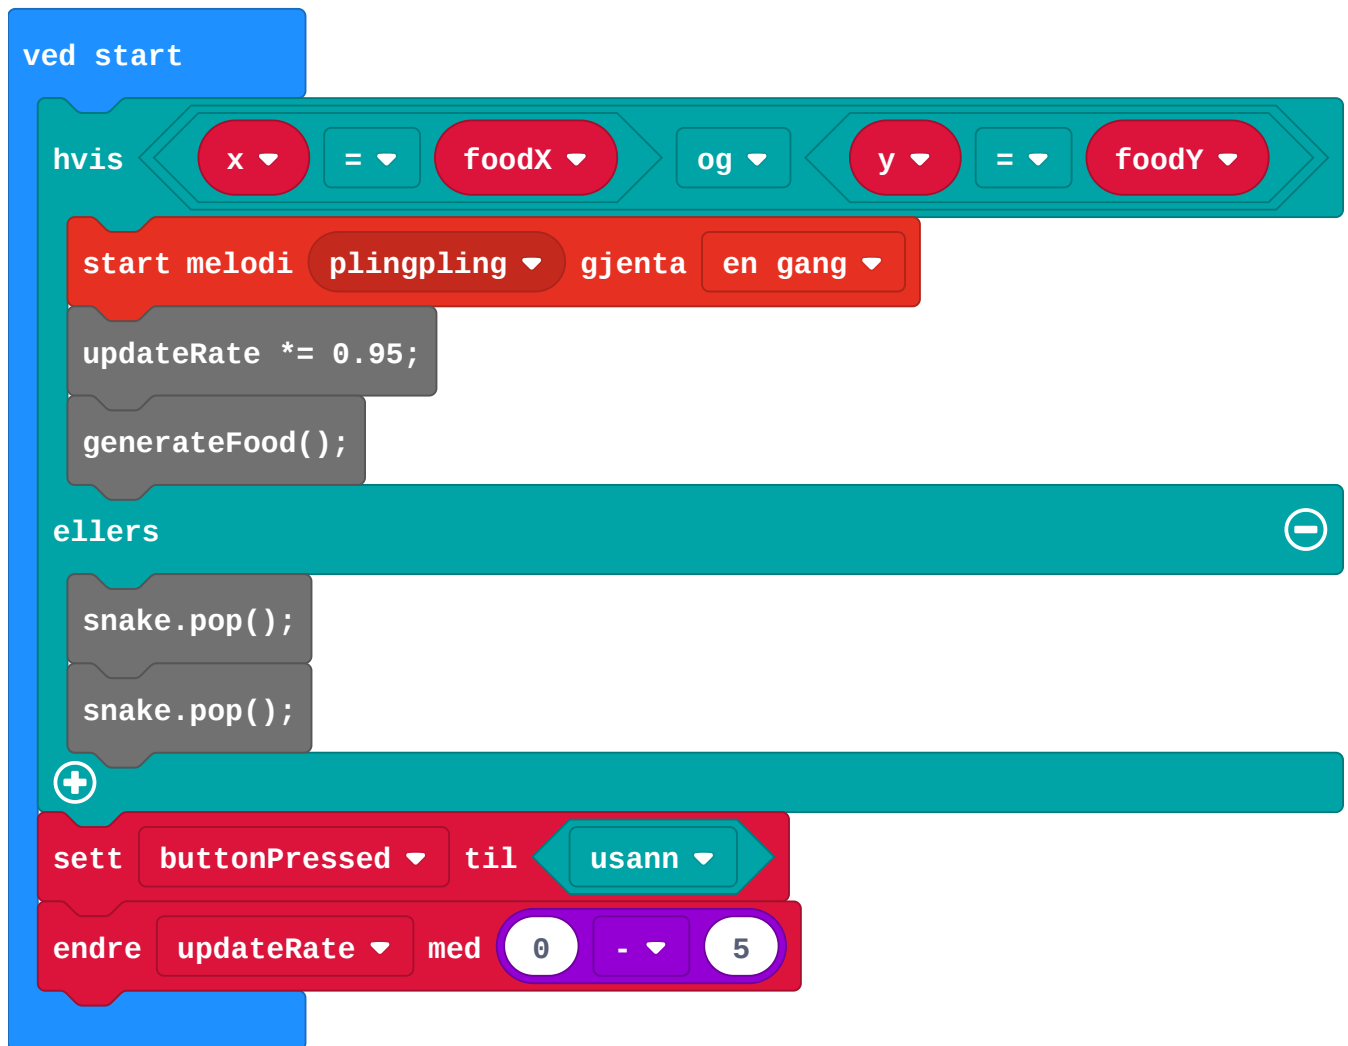 ved start
hvis x = foodX og y = foodY
start melodi plingpling gjenta en gang
updateRate *= 0.95;
generateFood();
ellers
snake.pop();
snake.pop();
sett buttonPressed til usann
endre updateRate med 0 - 5